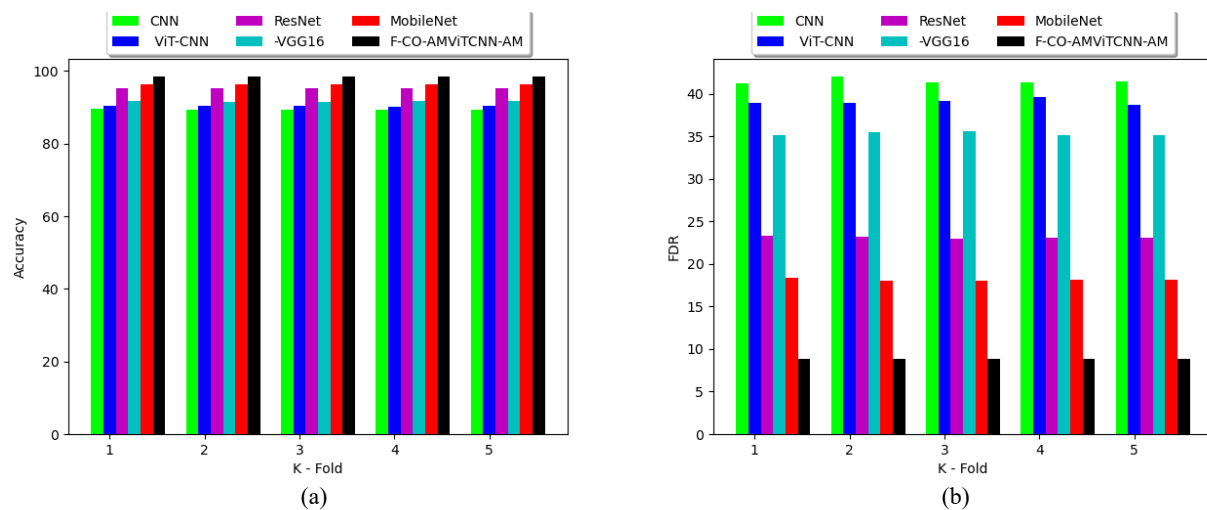 CNN ResNet MobileNet
ViT-CNN -VGG16 F-CO-AMViTCNN-AM
100
80
60
40
20
0
Accuracy
1 2 3 4 5
K - Fold
(a)
CNN ResNet MobileNet
ViT-CNN -VGG16 F-CO-AMViTCNN-AM
40
35
30
25
20
15
10
5
0
FDR
1 2 3 4 5
K - Fold
(b)